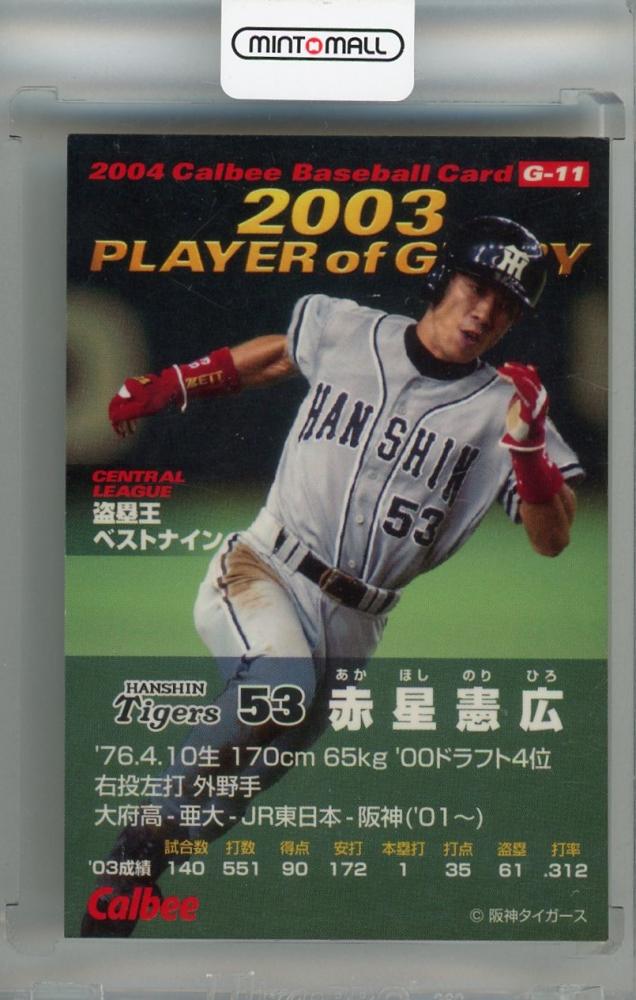 MINTMALL
2004 Calbee Baseball Card G-11
2003
PLAYER of G Y
HANSHIN
53
ZETT
CENTRAL
LEAGUE
盗塁王
ベストナイン
あか ほし のり ひろ
HANSHIN
Tigers 53 赤星憲広
'76.4.10生 170cm 65kg '00ドラフト4位
右投左打 外野手
大府高-亜大-JR東日本-阪神('01～)
試合数 打数 得点 安打 本塁打 打点 盗塁 打率
'03成績 140 551 90 172 1 35 61 .312
Calbee
© 阪神タイガース